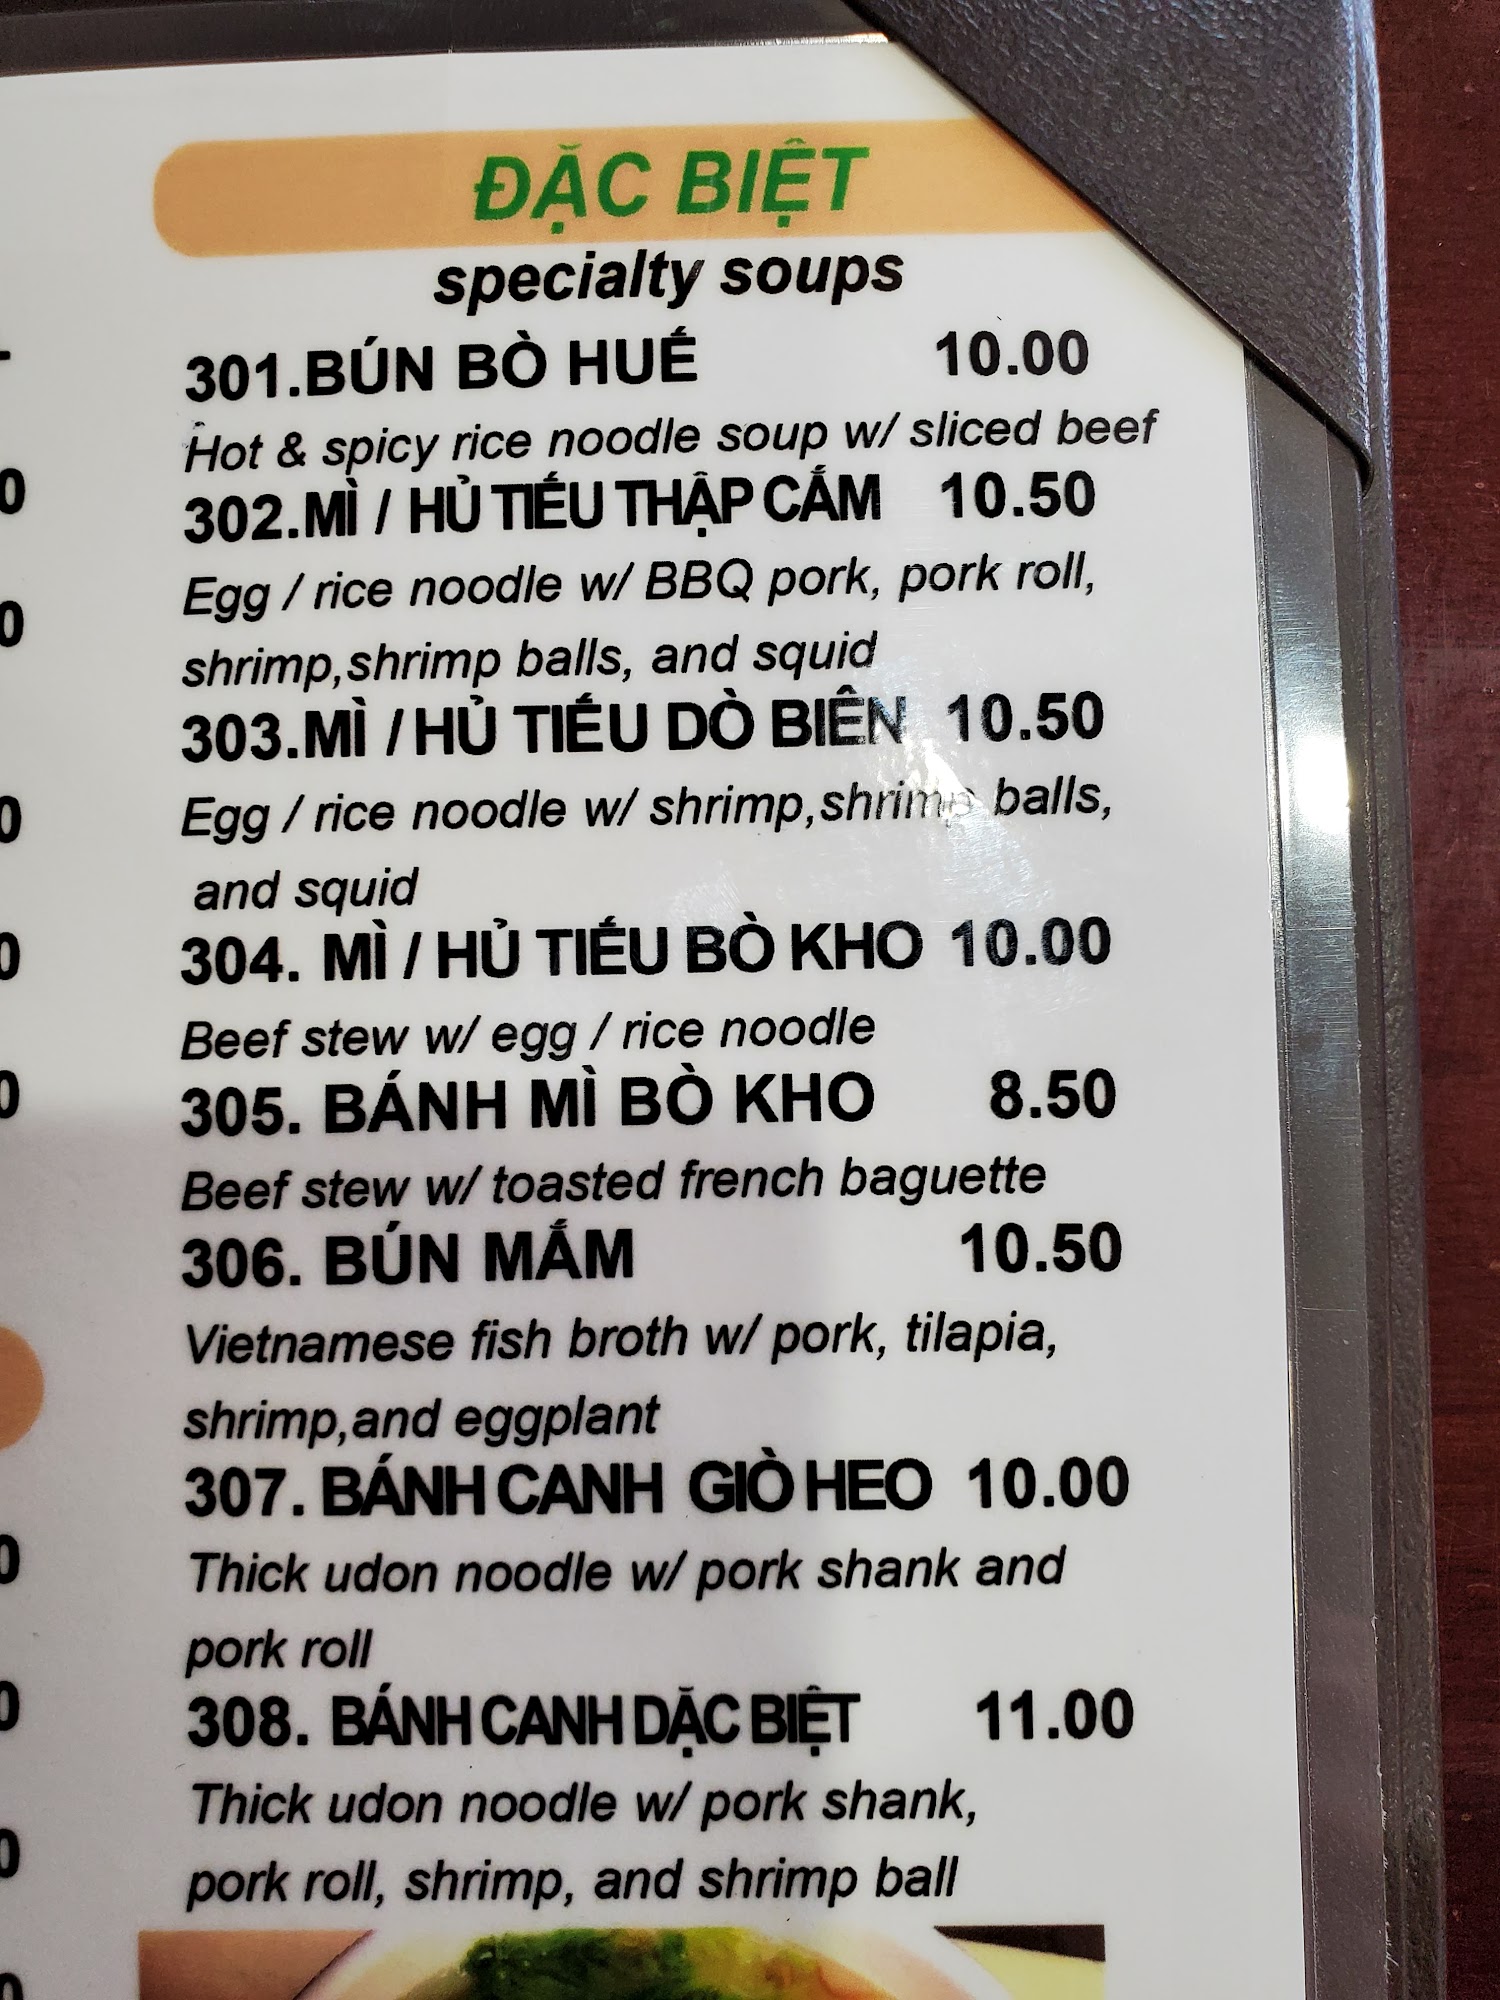 ĐẶC BIỆT
specialty soups
301.BÚN BÒ HUẾ 10.00
Hot & spicy rice noodle soup w/ sliced beef
302.MÌ / HỦ TIẾU THẬP CẮM 10.50
Egg / rice noodle w/ BBQ pork, pork roll,
shrimp,shrimp balls, and squid
303.MÌ / HỦ TIẾU DÒ BIÊN 10.50
Egg / rice noodle w/ shrimp,shrimp balls,
and squid
304. MÌ / HỦ TIẾU BÒ KHO 10.00
Beef stew w/ egg / rice noodle
305. BÁNH MÌ BÒ KHO 8.50
Beef stew w/ toasted french baguette
306. BÚN MẮM 10.50
Vietnamese fish broth w/ pork, tilapia,
shrimp,and eggplant
307. BÁNH CANH GIÒ HEO 10.00
Thick udon noodle w/ pork shank and
pork roll
308. BÁNH CANH DẶC BIỆT 11.00
Thick udon noodle w/ pork shank,
pork roll, shrimp, and shrimp ball